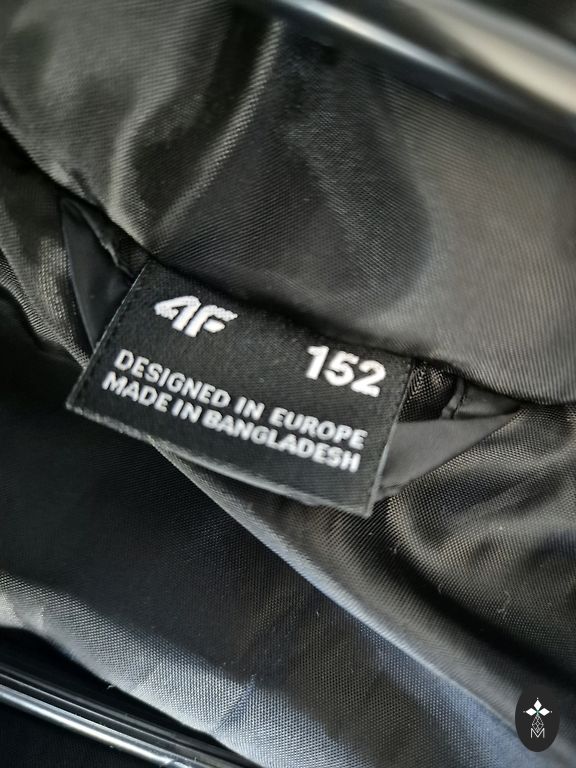 4F 152
DESIGNED IN EUROPE
MADE IN BANGLADESH
M